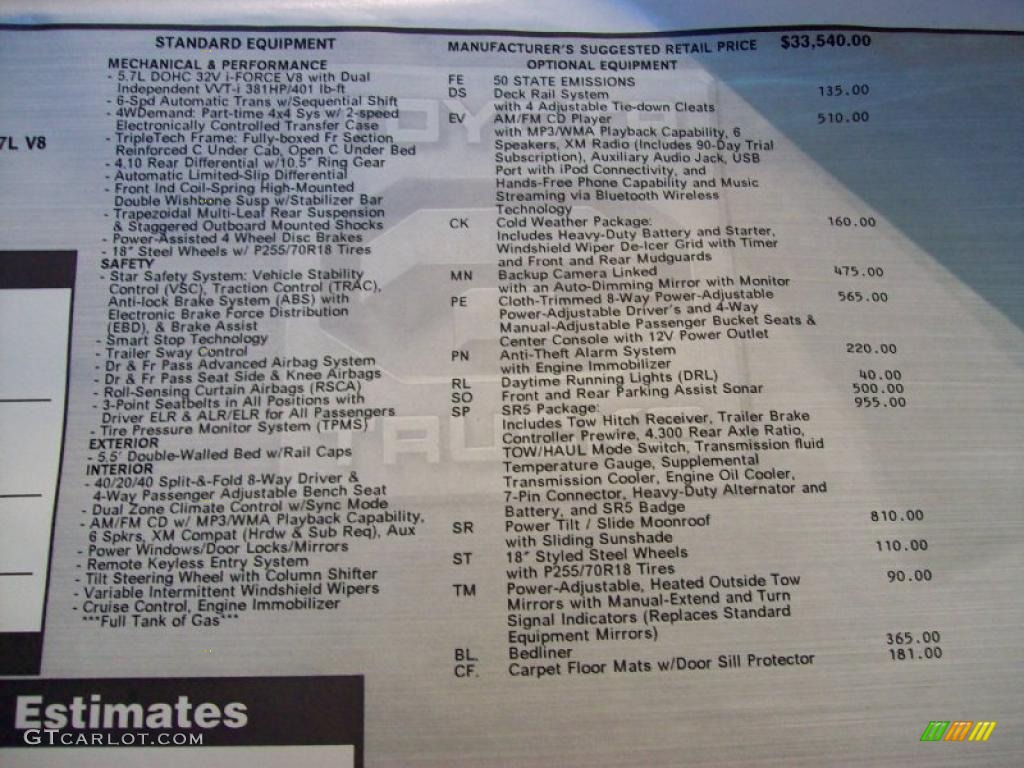 7L V8
STANDARD EQUIPMENT
MECHANICAL & PERFORMANCE
- 5.7L DOHC 32V i-FORCE V8 with Dual
Independent VVT-i 381HP/401 lb-ft
- 6-Spd Automatic Trans w/Sequential Shift
- 4WDemand: Part-time 4x4 Sys w/ 2-speed
Electronically Controlled Transfer Case
- TripleTech Frame: Fully-boxed Fr Section
Reinforced C Under Cab, Open C Under Bed
- 4.10 Rear Differential w/10.5" Ring Gear
- Automatic Limited-Slip Differential
- Front Ind Coil-Spring High-Mounted
Double Wishbone Susp w/Stabilizer Bar
- Trapezoidal Multi-Leaf Rear Suspension
& Staggered Outboard Mounted Shocks
- Power-Assisted 4 Wheel Disc Brakes
- 18" Steel Wheels w/ P255/70R18 Tires
SAFETY
- Star Safety System: Vehicle Stability
Control (VSC), Traction Control (TRAC),
Anti-lock Brake System (ABS) with
Electronic Brake Force Distribution
(EBD), & Brake Assist
- Smart Stop Technology
- Trailer Sway Control
- Dr & Fr Pass Advanced Airbag System
- Dr & Fr Pass Seat Side & Knee Airbags
- Roll-Sensing Curtain Airbags (RSCA)
- 3-Point Seatbelts in All Positions with
Driver ELR & ALR/ELR for All Passengers
- Tire Pressure Monitor System (TPMS)
EXTERIOR
- 5.5' Double-Walled Bed w/Rail Caps
INTERIOR
- 40/20/40 Split-&-Fold 8-Way Driver &
4-Way Passenger Adjustable Bench Seat
- Dual Zone Climate Control w/Sync Mode
- AM/FM CD w/ MP3/WMA Playback Capability,
6 Spkrs, XM Compat (Hrdw & Sub Req), Aux
- Power Windows/Door Locks/Mirrors
- Remote Keyless Entry System
- Tilt Steering Wheel with Column Shifter
- Variable Intermittent Windshield Wipers
- Cruise Control, Engine Immobilizer
***Full Tank of Gas***
MANUFACTURER'S SUGGESTED RETAIL PRICE $33,540.00
OPTIONAL EQUIPMENT
FE 50 STATE EMISSIONS
DS Deck Rail System 135.00
with 4 Adjustable Tie-down Cleats
EV AM/FM CD Player 510.00
with MP3/WMA Playback Capability, 6
Speakers, XM Radio (Includes 90-Day Trial
Subscription), Auxiliary Audio Jack, USB
Port with iPod Connectivity, and
Hands-Free Phone Capability and Music
Streaming via Bluetooth Wireless
Technology
CK Cold Weather Package: 160.00
Includes Heavy-Duty Battery and Starter,
Windshield Wiper De-Icer Grid with Timer
and Front and Rear Mudguards
MN Backup Camera Linked 475.00
with an Auto-Dimming Mirror with Monitor
PE Cloth-Trimmed 8-Way Power-Adjustable 565.00
Power-Adjustable Driver's and 4-Way
Manual-Adjustable Passenger Bucket Seats &
Center Console with 12V Power Outlet
PN Anti-Theft Alarm System 220.00
with Engine Immobilizer
RL Daytime Running Lights (DRL) 40.00
SO Front and Rear Parking Assist Sonar 500.00
SP SR5 Package: 955.00
Includes Tow Hitch Receiver, Trailer Brake
Controller Prewire, 4.300 Rear Axle Ratio,
TOW/HAUL Mode Switch, Transmission fluid
Temperature Gauge, Supplemental
Transmission Cooler, Engine Oil Cooler,
7-Pin Connector, Heavy-Duty Alternator and
Battery, and SR5 Badge
SR Power Tilt / Slide Moonroof 810.00
with Sliding Sunshade
ST 18" Styled Steel Wheels 110.00
with P255/70R18 Tires
TM Power-Adjustable, Heated Outside Tow 90.00
Mirrors with Manual-Extend and Turn
Signal Indicators (Replaces Standard
Equipment Mirrors)
BL. Bedliner 365.00
CF. Carpet Floor Mats w/Door Sill Protector 181.00
Estimates
GTCARLOT.COM